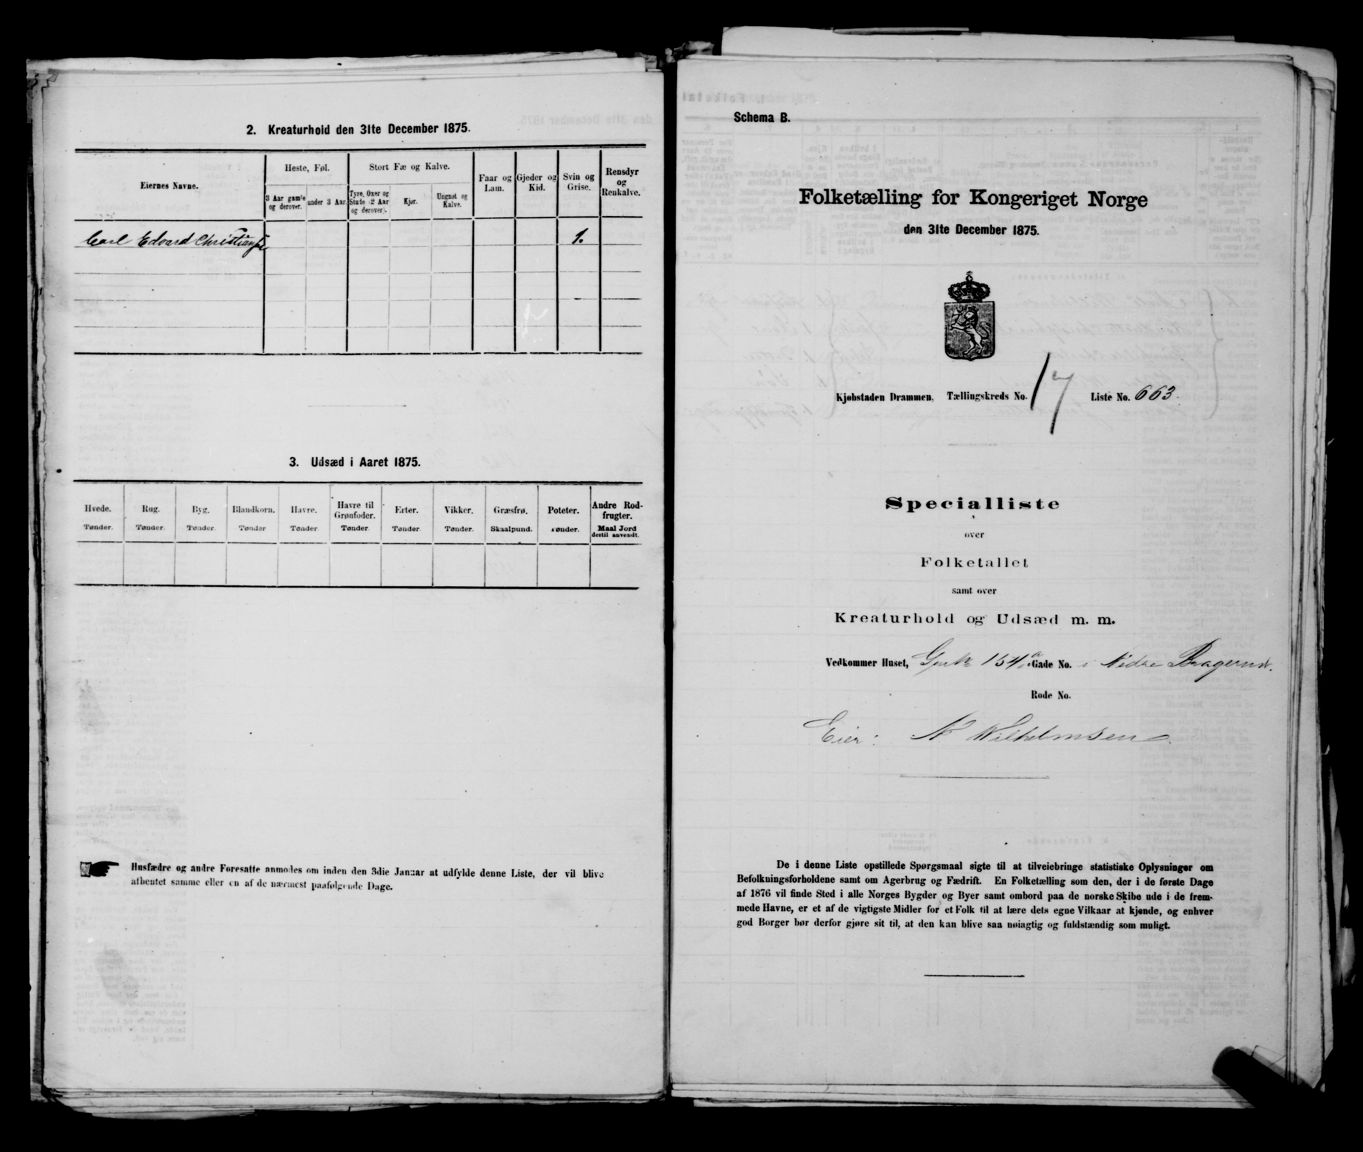 2. Kreaturhold den 31te December 1875.
Eiernes Navne.
Heste, Føl.
Stort Fæ og Kalve.
Faar og Lam.
Gjeder og Kid.
Svin og Grise.
Rensdyr og Renkalve.
3 Aar gamle og derover.
under 3 Aar.
Tyre, Oxer og Stude (2 Aar og derover).
Kjør.
Ungnøt og Kalve.
Carl Edvard Christiansen
1.
3. Udsæd i Aaret 1875.
Hvede. Rug. Byg. Blandkorn. Havre. Havre til Grønfoder. Erter. Vikker. Græsfrø. Poteter. Andre Rodfrugter.
Tønder. Tønder. Tønder. Tønder. Tønder. Tønder Tønder. Tønder. Skaalpund. Tønder. Maal Jord dertil anvendt.
Husfædre og andre Foresatte anmodes om inden den 3die Januar at udfylde denne Liste, der vil blive
afhentet samme eller en af de nærmest paafølgende Dage.
Schema B.
Folketælling for Kongeriget Norge
den 31te December 1875.
Kjøbstaden Drammen. Tællingskreds No. 17 Liste No. 663.
Specialliste
over
Folketallet
samt over
Kreaturhold og Udsæd m. m.
Vedkommer Huset, 154 a Gade No. i Nedre Bragernæs.
Rode No.
Eier: N Wilhelmsen
De i denne Liste opstillede Spørgsmaal sigte til at tilveiebringe statistiske Oplysninger om
Befolkningsforholdene samt om Agerbrug og Fædrift. En Folketælling som den, der i de første Dage
af 1876 vil finde Sted i alle Norges Bygder og Byer samt ombord paa de norske Skibe ude i de frem-
mede Havne, er et af de vigtigste Midler for et Folk til at lære dets egne Vilkaar at kjende, og enhver
god Borger bør derfor gjøre sit til, at den kan blive saa nøiagtig og fuldstændig som muligt.